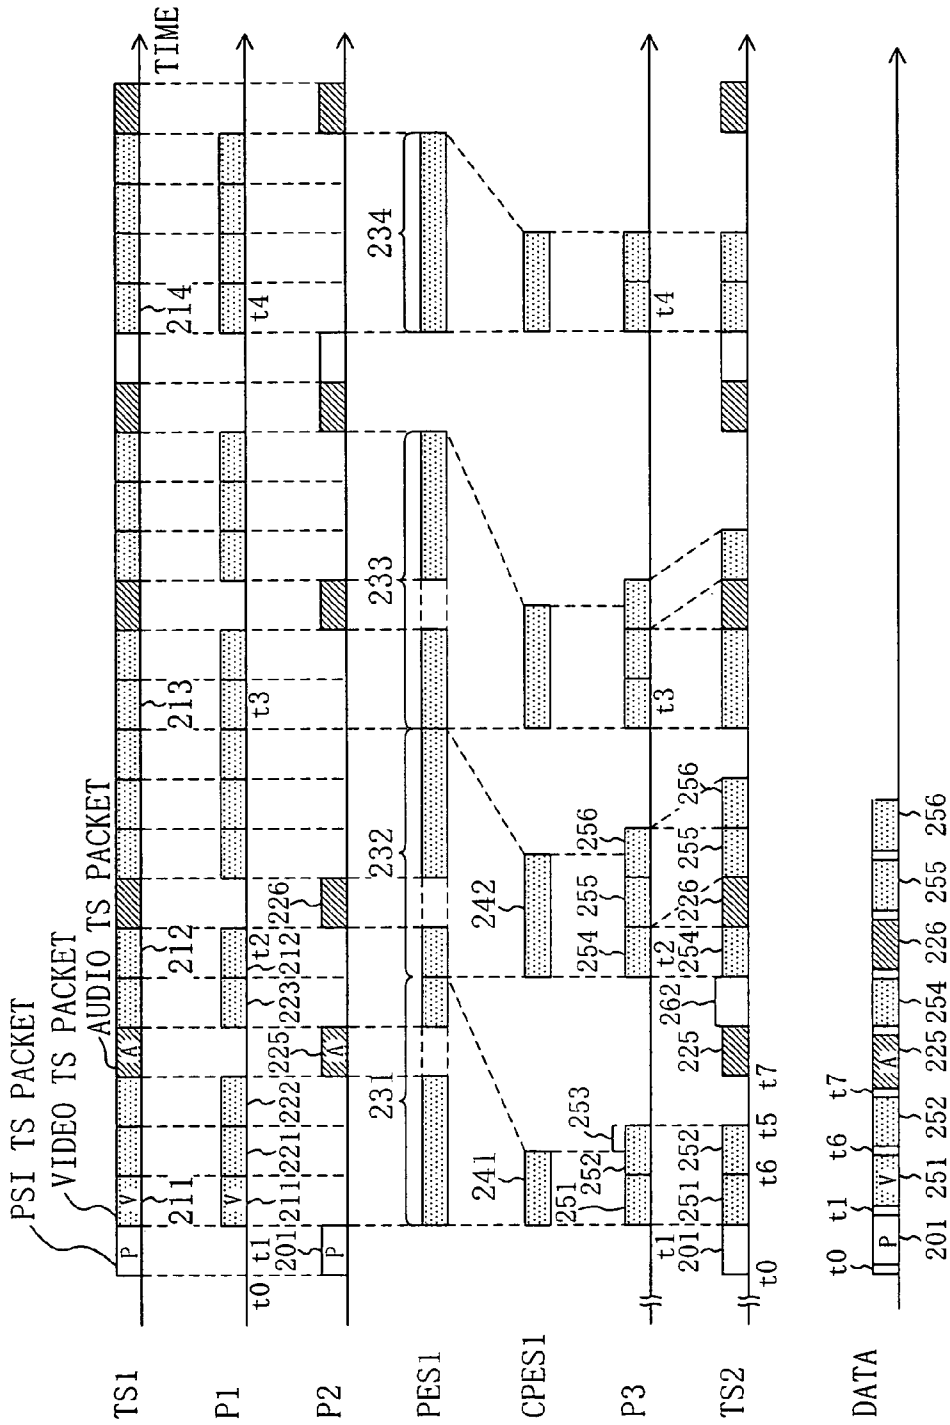 PSI TS PACKET
VIDEO TS PACKET
AUDIO TS PACKET
TIME
TS1
P
V
211
A
212
213
214
P1
V
t0
t1
211
221
222
223
212
t2
t3
t4
P2
201
P
225
A
226
PES1
231
232
233
234
CPES1
241
242
P3
251
252
253
254
255
256
t1
t5
t2
t3
t4
TS2
201
251
252
225
262
254
226
255
256
t0
t6
t7
DATA
t0
t1
t6
t7
P
V
A
201
251
252
225
254
226
255
256